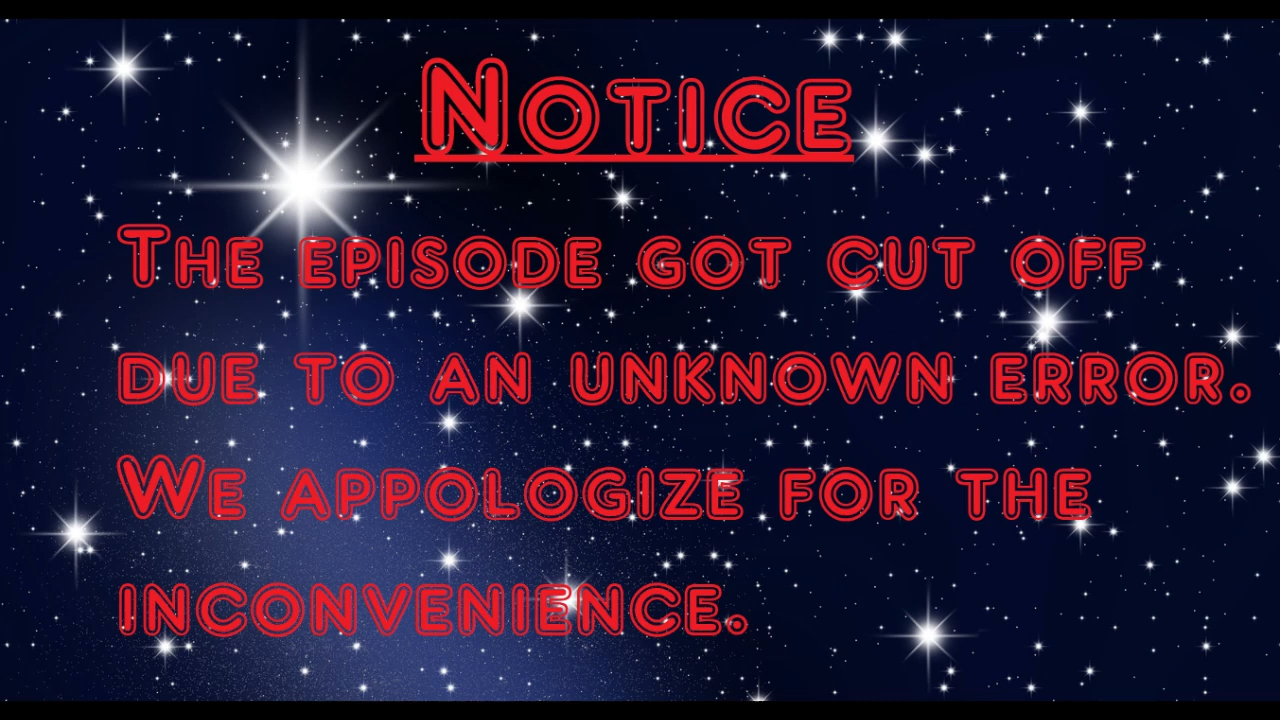 Notice
The episode got cut off
due to an unknown error.
We appologize for the
inconvenience.